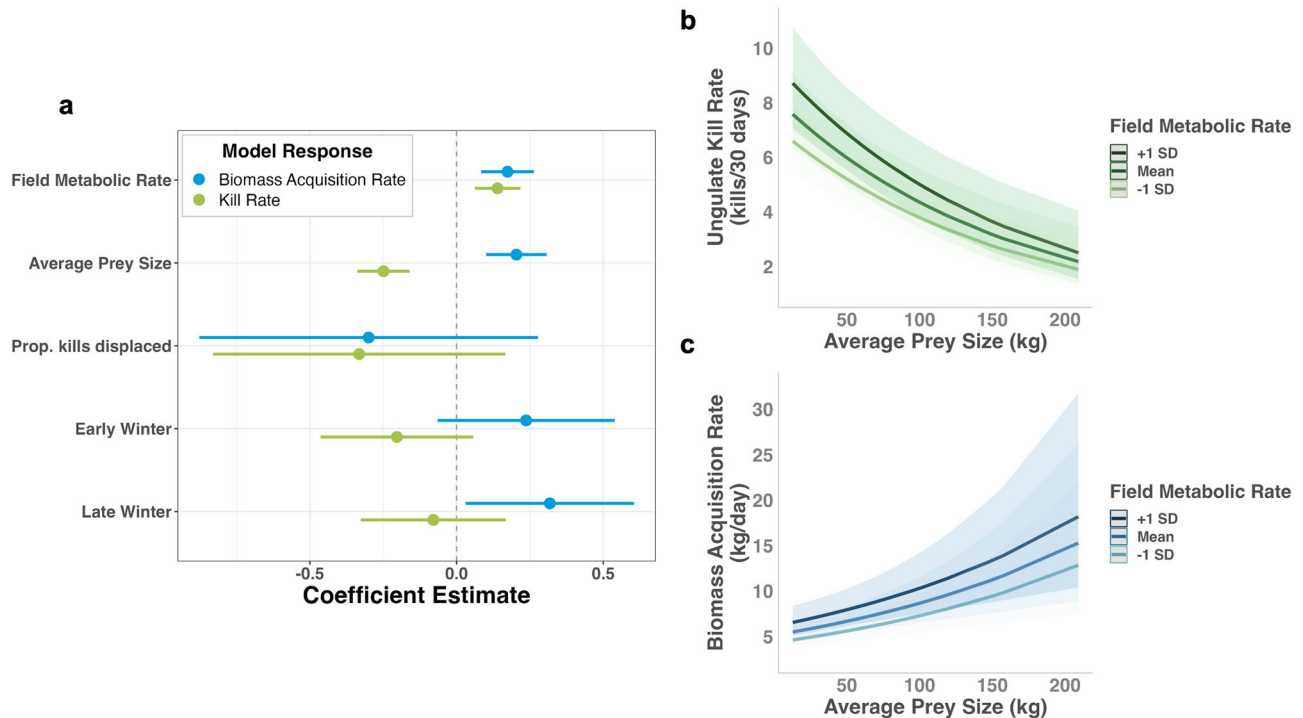 a
Model Response
Biomass Acquisition Rate
Kill Rate
Field Metabolic Rate
Average Prey Size
Prop. kills displaced
Early Winter
Late Winter
-0.5
0.0
0.5
Coefficient Estimate
b
Ungulate Kill Rate
(kills/30 days)
10
8
6
4
2
50
100
150
200
Average Prey Size (kg)
Field Metabolic Rate
+1 SD
Mean
-1 SD
c
Biomass Acquisition Rate
(kg/day)
30
25
20
15
10
5
50
100
150
200
Average Prey Size (kg)
Field Metabolic Rate
+1 SD
Mean
-1 SD